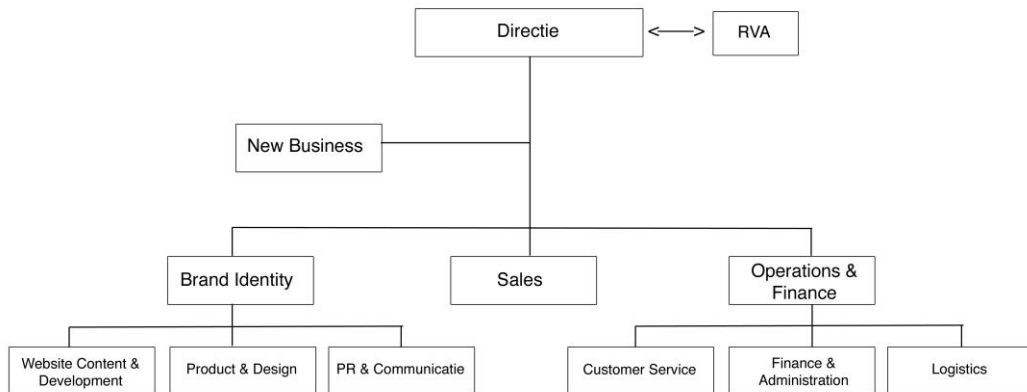 Directie
RVA
New Business
Brand Identity
Sales
Operations &
Finance
Website Content &
Development
Product & Design
PR & Communicatie
Customer Service
Finance &
Administration
Logistics